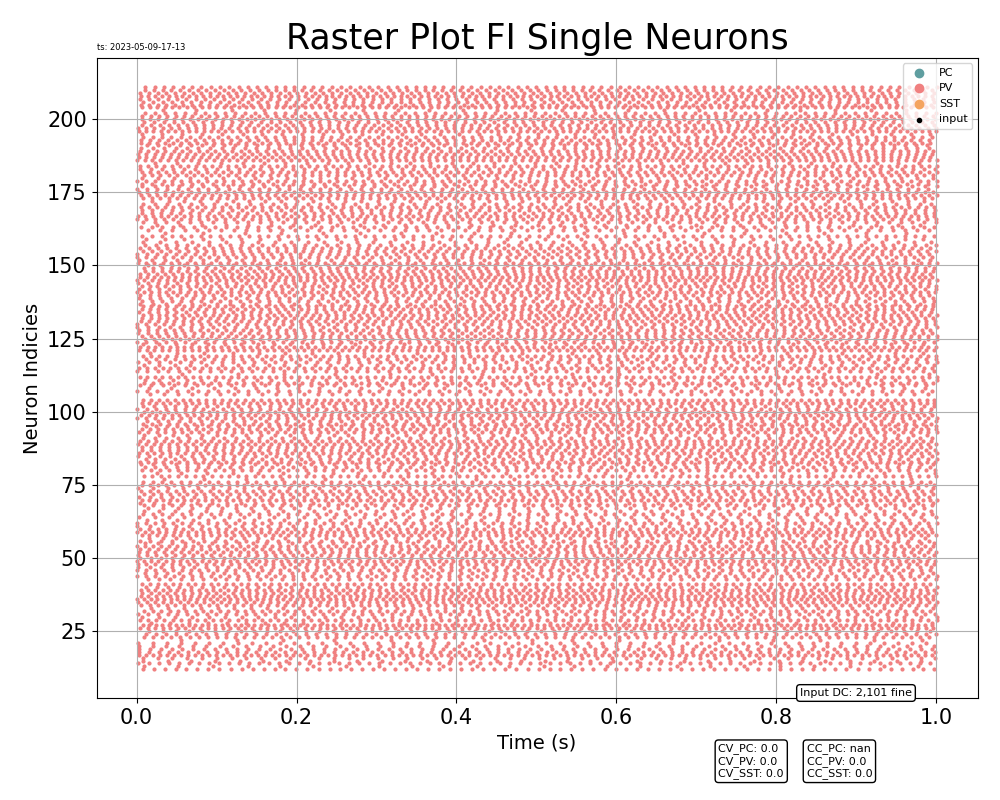 Raster Plot FI Single Neurons
ts: 2023-05-09-17-13
PC
PV
SST
input
200
175
150
125
100
75
50
25
Neuron Indicies
Input DC: 2,101 fine
0.0 0.2 0.4 0.6 0.8 1.0
Time (s)
CV_PC: 0.0
CV_PV: 0.0
CV_SST: 0.0
CC_PC: nan
CC_PV: 0.0
CC_SST: 0.0